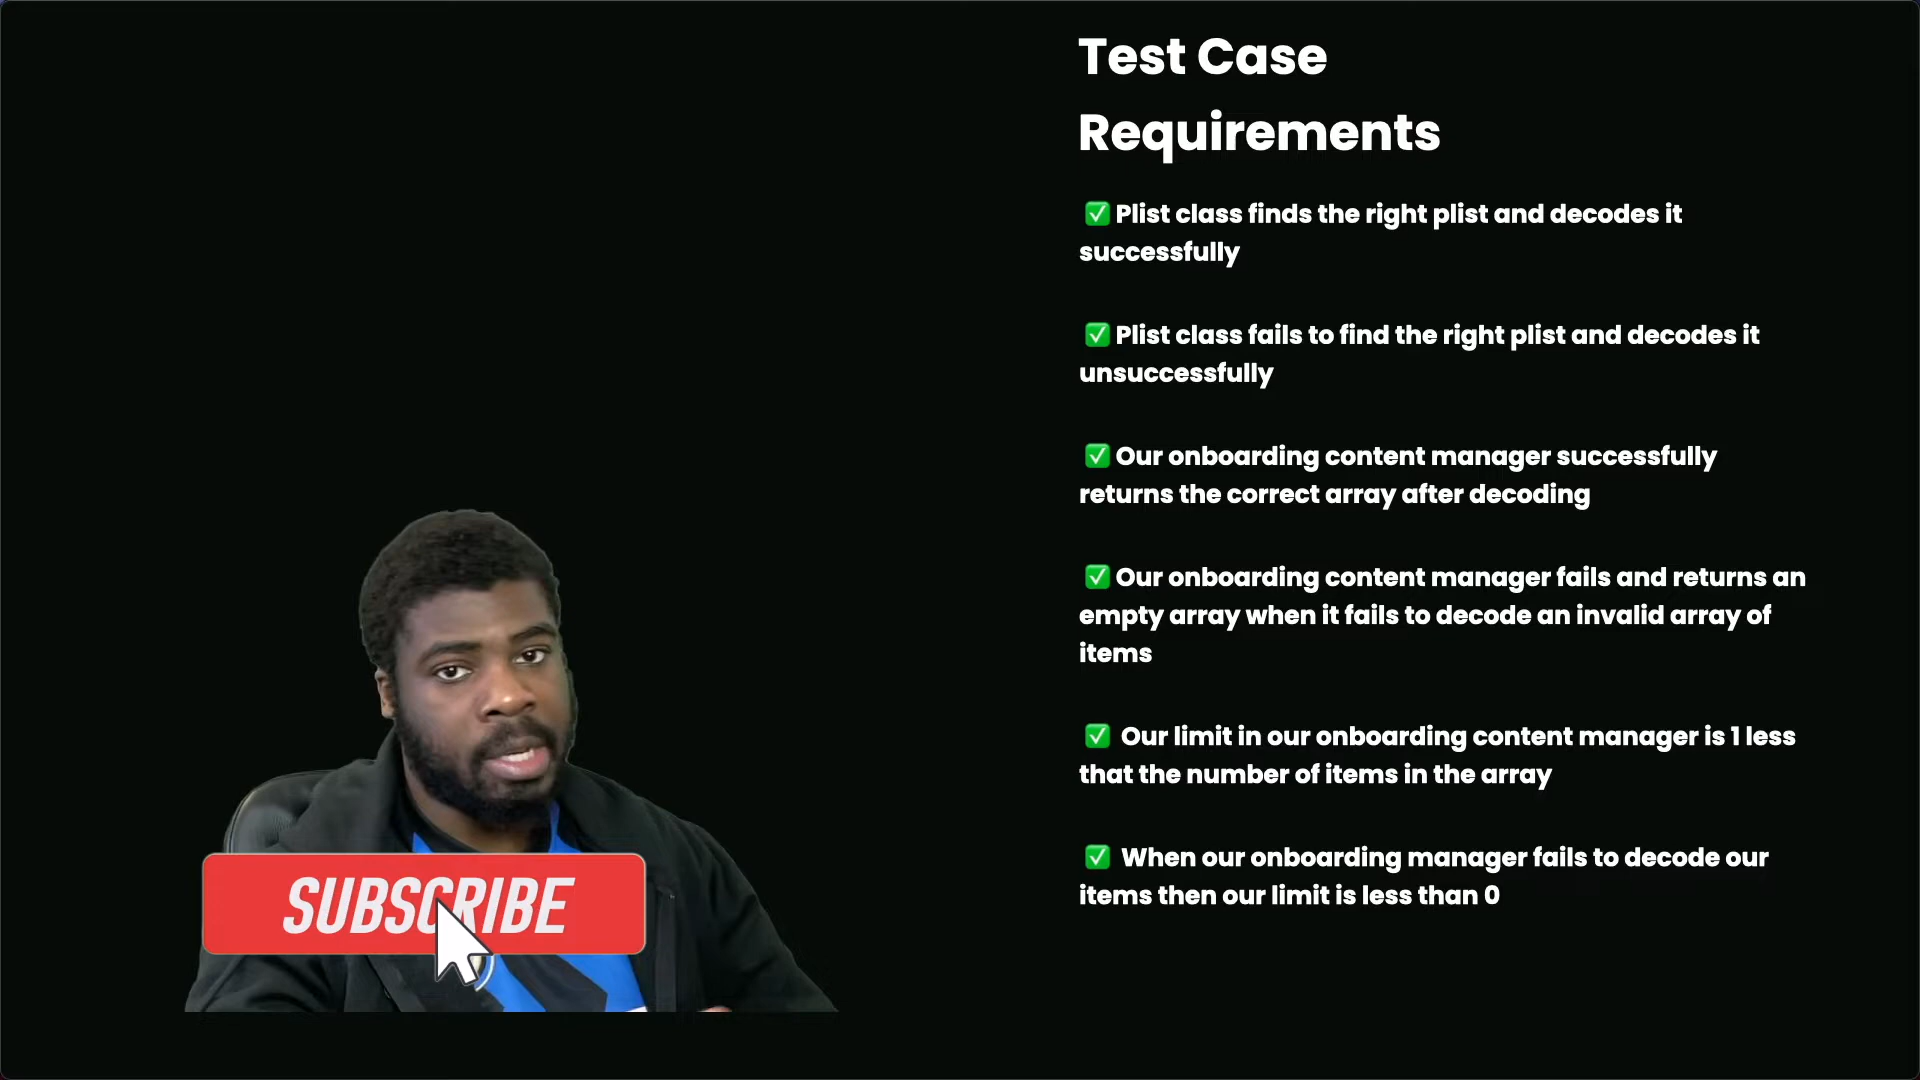 Test Case
Requirements
✅ Plist class finds the right plist and decodes it
successfully
✅ Plist class fails to find the right plist and decodes it
unsuccessfully
✅ Our onboarding content manager successfully
returns the correct array after decoding
✅ Our onboarding content manager fails and returns an
empty array when it fails to decode an invalid array of
items
✅ Our limit in our onboarding content manager is 1 less
that the number of items in the array
✅ When our onboarding manager fails to decode our
items then our limit is less than 0
SUBSCRIBE